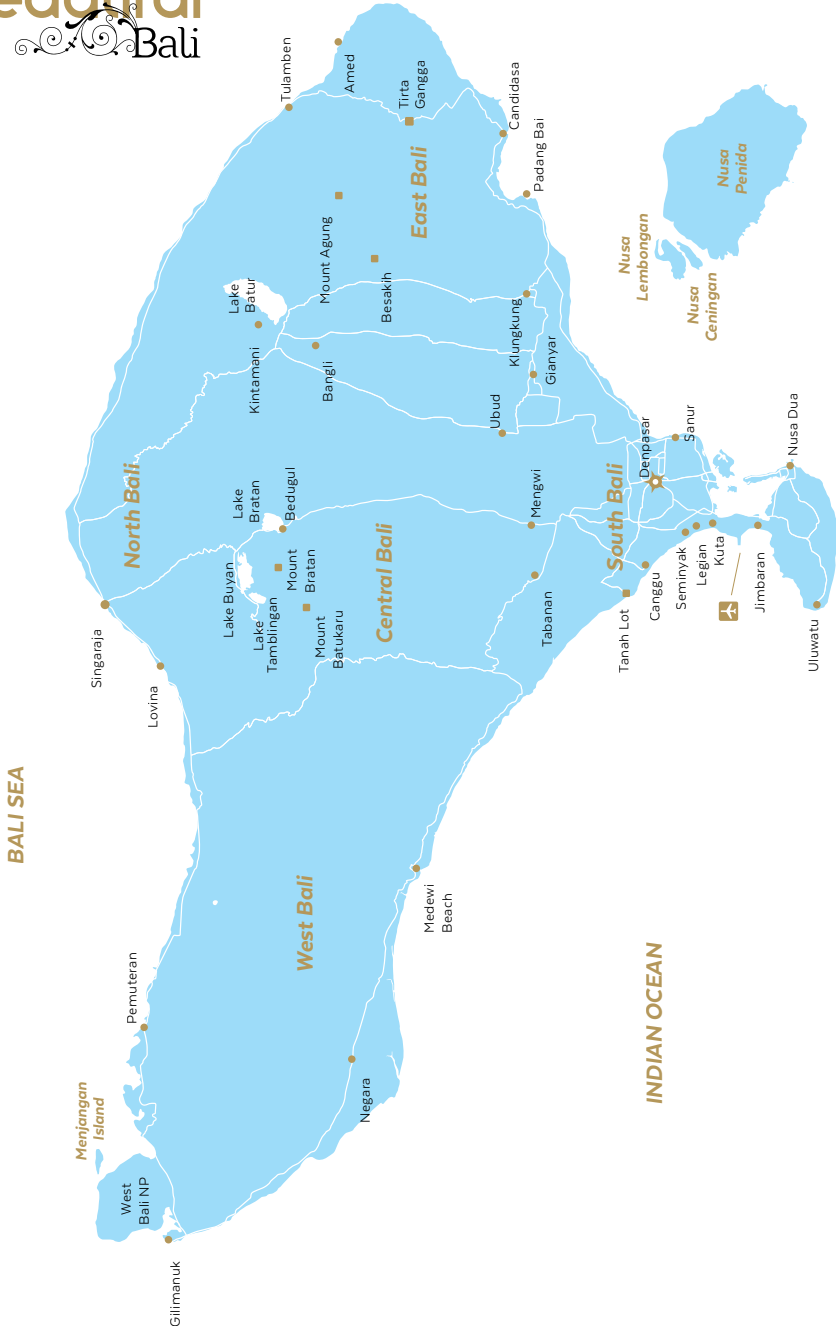 Bali
BALI SEA
Menjangan
Island
West
Bali NP
Gilimanuk
Pemuteran
Negara
West Bali
Medewi
Beach
INDIAN OCEAN
Singaraja
Lovina
North Bali
Lake Buyan
Lake
Tamblingan
Lake
Bratan
Bedugul
Mount
Bratan
Mount
Batukaru
Central Bali
Kintamani
Lake
Batur
Bangli
Tulamben
Amed
Tirta
Gangga
Mount Agung
Besakih
East Bali
Candidasa
Padang Bai
Klungkung
Gianyar
Ubud
Mengwi
Tabanan
Tanah Lot
South Bali
Denpasar
Sanur
Canggu
Seminyak
Legian
Kuta
Jimbaran
Nusa Dua
Uluwatu
Nusa
Lembongan
Nusa
Ceningan
Nusa
Penida